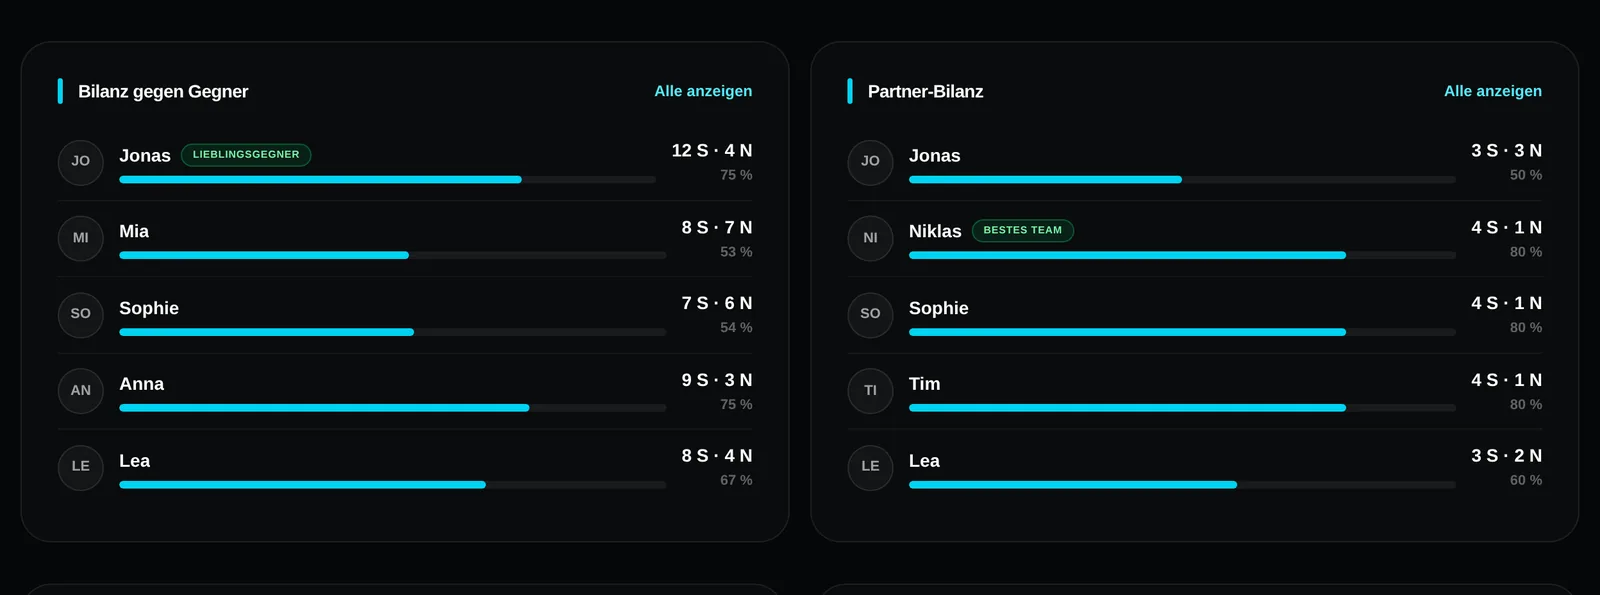 Bilanz gegen Gegner
Alle anzeigen
JO
Jonas
LIEBLINGSGEGNER
12 S · 4 N
75 %
MI
Mia
8 S · 7 N
53 %
SO
Sophie
7 S · 6 N
54 %
AN
Anna
9 S · 3 N
75 %
LE
Lea
8 S · 4 N
67 %
Partner-Bilanz
Alle anzeigen
JO
Jonas
3 S · 3 N
50 %
NI
Niklas
BESTES TEAM
4 S · 1 N
80 %
SO
Sophie
4 S · 1 N
80 %
TI
Tim
4 S · 1 N
80 %
LE
Lea
3 S · 2 N
60 %